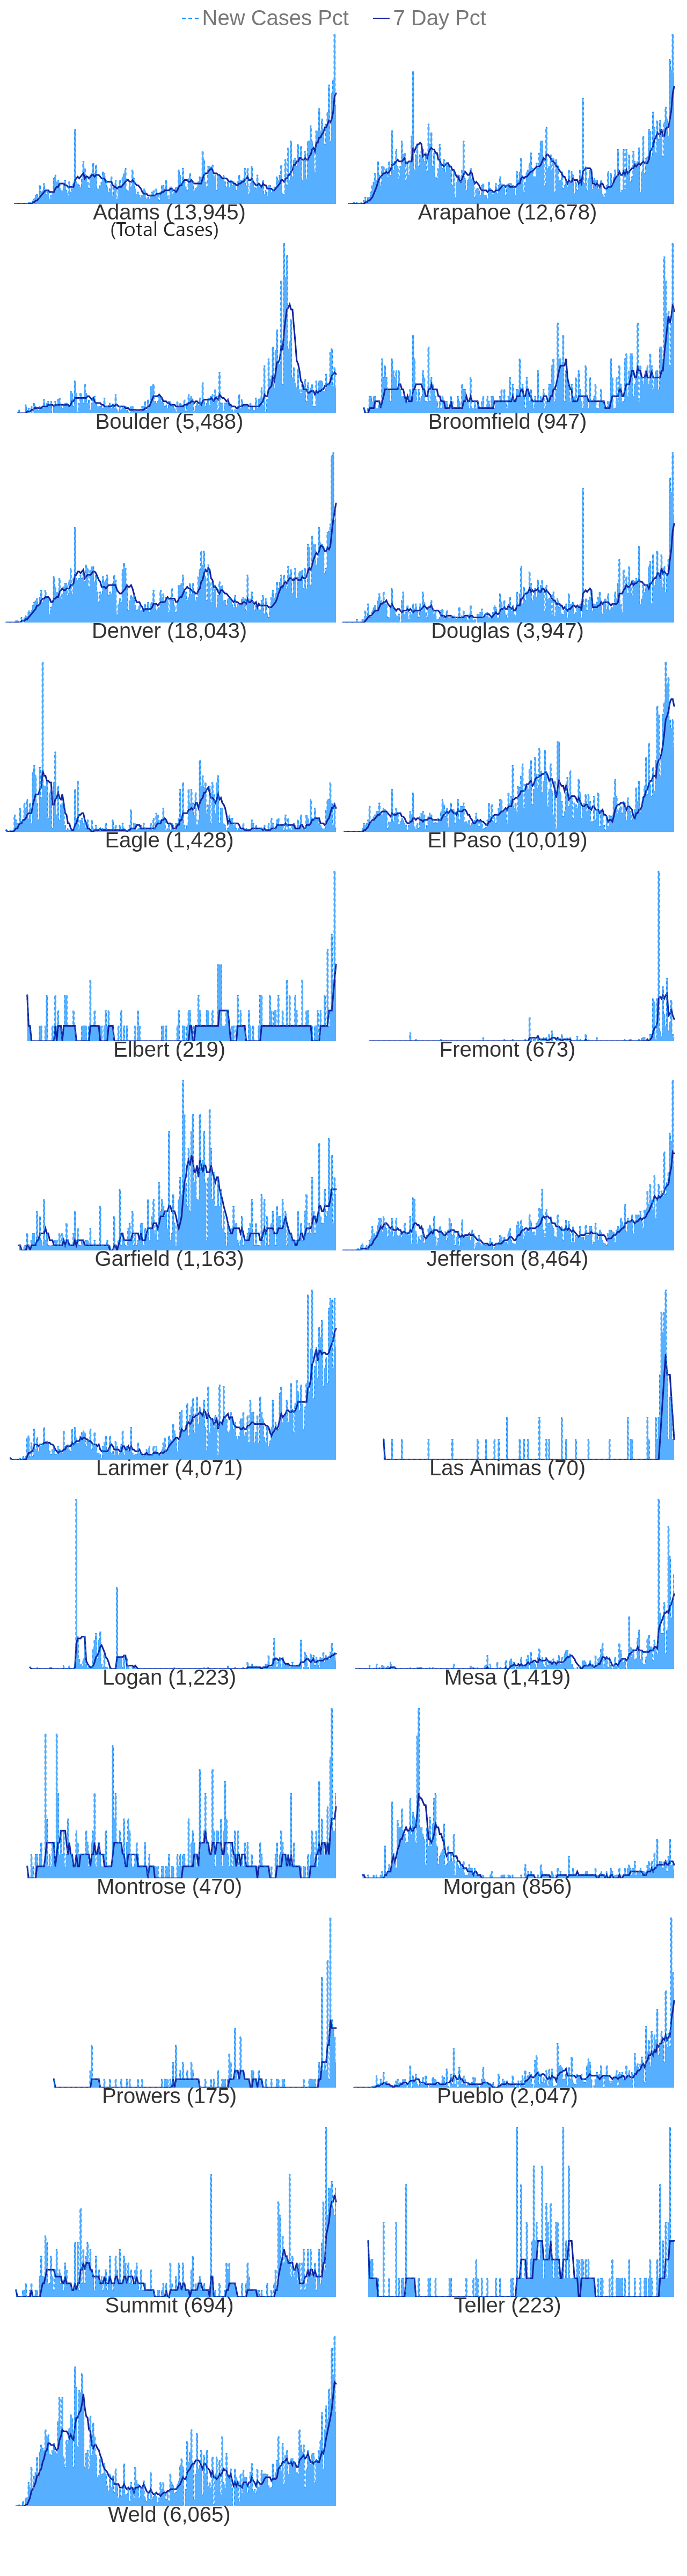 New Cases Pct 7 Day Pct
Adams (13,945) Arapahoe (12,678)
(Total Cases)
Boulder (5,488) Broomfield (947)
Denver (18,043) Douglas (3,947)
Eagle (1,428) El Paso (10,019)
Elbert (219) Fremont (673)
Garfield (1,163) Jefferson (8,464)
Larimer (4,071) Las Animas (70)
Logan (1,223) Mesa (1,419)
Montrose (470) Morgan (856)
Prowers (175) Pueblo (2,047)
Summit (694) Teller (223)
Weld (6,065)